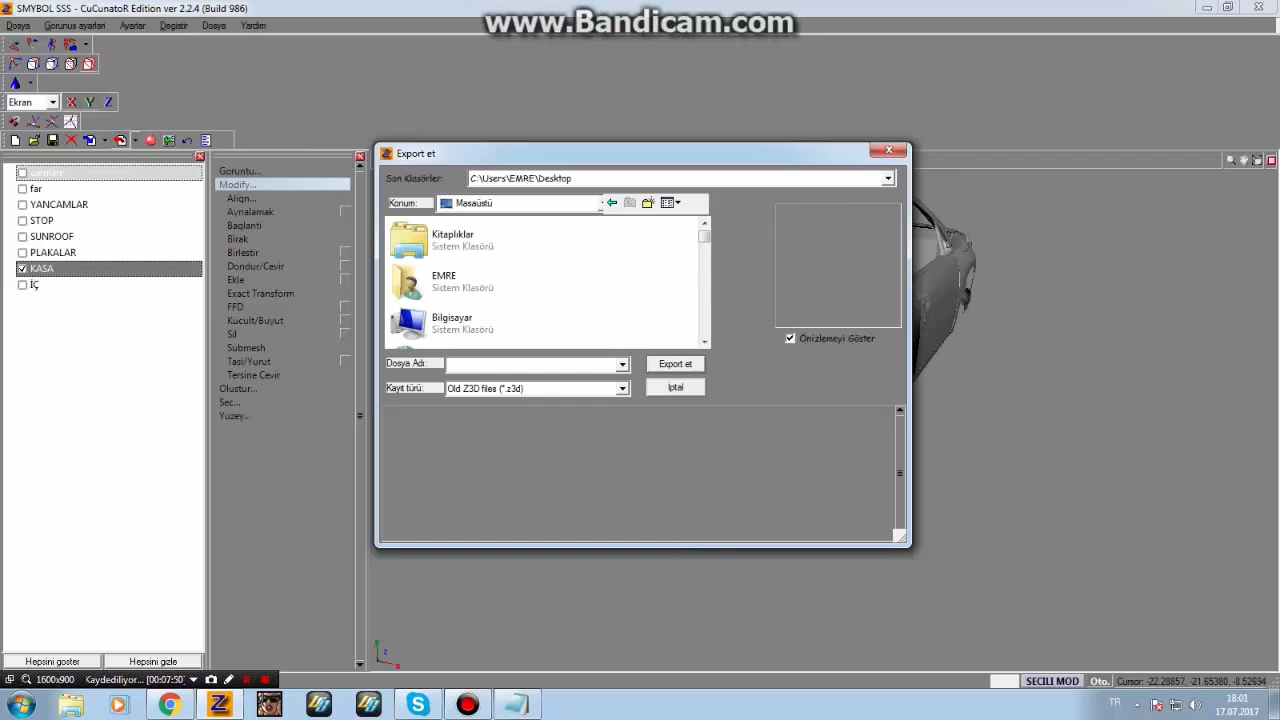 SMYBOL SSS - CuCunatoR Edition ver 2.2.4 (Build 986)
www.Bandicam.com
Dosya Gorunus ayarlari Ayarlar Degistir Dosya Yardim
Ekran X Y Z
camlarr
far
YANCAMLAR
STOP
SUNROOF
PLAKALAR
KASA
İÇ
Hepsini goster Hepsini gizle
Goruntu...
Modify...
Align...
Aynalamak
Baglanti
Birak
Birlestir
Dondur/Cevir
Ekle
Exact Transform
FFD
Kucult/Buyut
Sil
Submesh
Tasi/Yurut
Tersine Cevir
Olustur...
Sec...
Yuzey...
Export et
Son Klasörler: C:\Users\EMRE\Desktop
Konum: Masaüstü
Kitaplıklar
Sistem Klasörü
EMRE
Sistem Klasörü
Bilgisayar
Sistem Klasörü
Önizlemeyi Göster
Dosya Adı: Export et
Kayıt türü: Old Z3D files (*.z3d) İptal
y
z
x
1600x900 Kaydediliyor... [00:07:50]
SECILI MOD Oto. Cursor: -22.28857, -21.65380, -8.52694
TR 18:01
17.07.2017